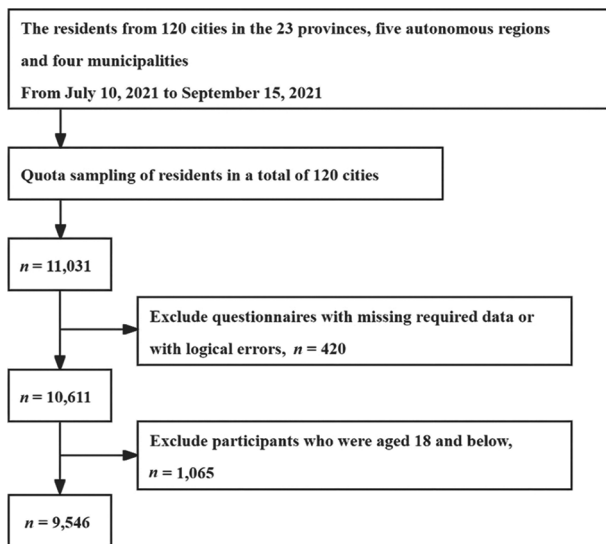 The residents from 120 cities in the 23 provinces, five autonomous regions
and four municipalities
From July 10, 2021 to September 15, 2021
Quota sampling of residents in a total of 120 cities
n = 11,031
Exclude questionnaires with missing required data or
with logical errors, n = 420
n = 10,611
Exclude participants who were aged 18 and below,
n = 1,065
n = 9,546